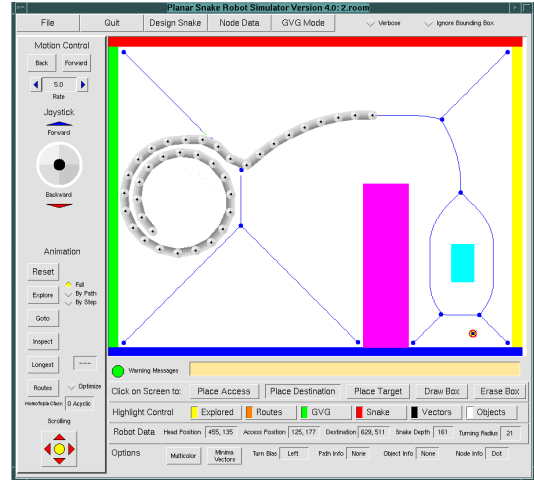 Planar Snake Robot Simulator Version 4.0: 2.room
File Quit Design Snake Node Data GVG Mode Verbose Ignore Bounding Box
Motion Control
Back Forward
5.0
Rate
Joystick
Forward
Backward
Animation
Reset
Full
Explore By Path
By Step
Goto
Inspect
Longest ---
Routes Optimize
Homotopia Class 0 Acyclic
Scrolling
Warning Messages
Click on Screen to: Place Access Place Destination Place Target Draw Box Erase Box
Highlight Control Explored Routes GVG Snake Vectors Objects
Robot Data Head Position 455, 135 Access Position 125, 177 Destination 629, 511 Snake Depth 161 Turning Radius 21
Options Multicolor Minima Vectors Turn Bias Left Path Info None Object Info None Node Info Dot